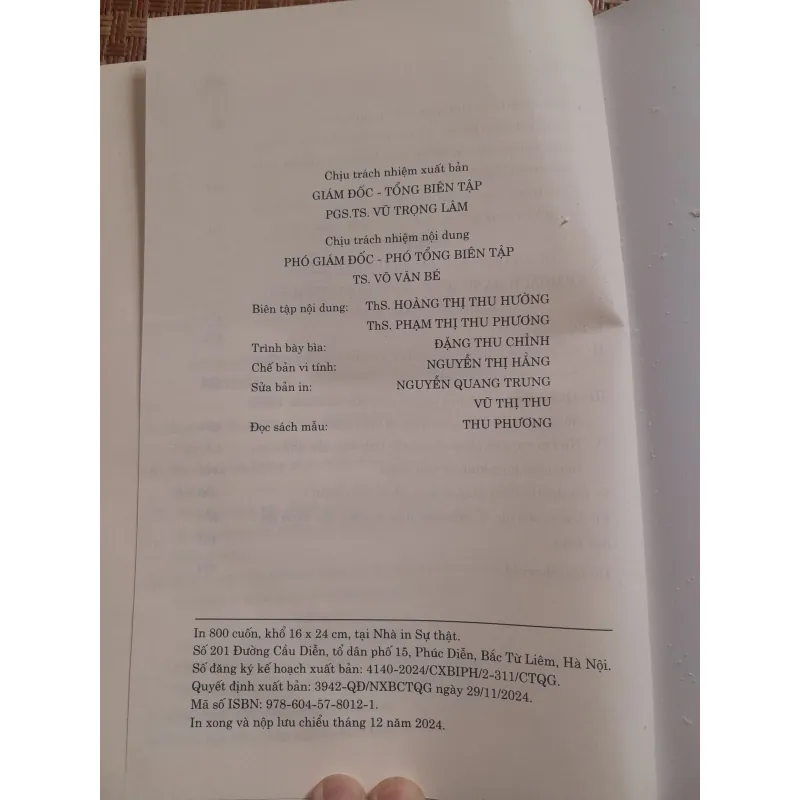 Chịu trách nhiệm xuất bản
GIÁM ĐỐC - TỔNG BIÊN TẬP
PGS.TS. VŨ TRỌNG LÂM
Chịu trách nhiệm nội dung
PHÓ GIÁM ĐỐC - PHÓ TỔNG BIÊN TẬP
TS. VÕ VĂN BÉ
Biên tập nội dung: ThS. HOÀNG THỊ THU HƯỜNG
ThS. PHẠM THỊ THU PHƯƠNG
Trình bày bìa: ĐẶNG THU CHỈNH
Chế bản vi tính: NGUYỄN THỊ HẰNG
Sửa bản in: NGUYỄN QUANG TRUNG
VŨ THỊ THU
Đọc sách mẫu: THU PHƯƠNG
In 800 cuốn, khổ 16 x 24 cm, tại Nhà in Sự thật.
Số 201 Đường Cầu Diễn, tổ dân phố 15, Phúc Diễn, Bắc Từ Liêm, Hà Nội.
Số đăng ký kế hoạch xuất bản: 4140-2024/CXBIPH/2-311/CTQG.
Quyết định xuất bản: 3942-QĐ/NXBCTQG ngày 29/11/2024.
Mã số ISBN: 978-604-57-8012-1.
In xong và nộp lưu chiểu tháng 12 năm 2024.